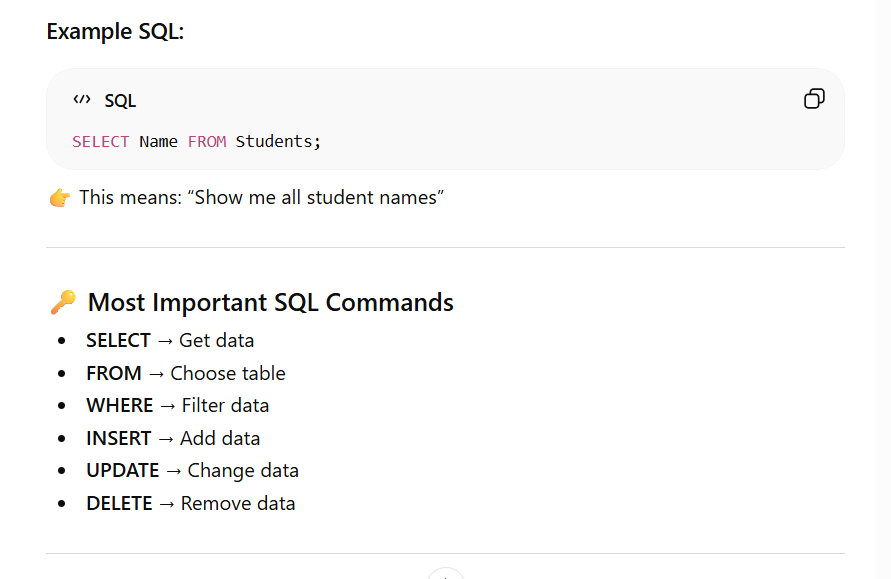 Example SQL:
SQL
SELECT Name FROM Students;
👉 This means: “Show me all student names”
🔑 Most Important SQL Commands
• SELECT → Get data
• FROM → Choose table
• WHERE → Filter data
• INSERT → Add data
• UPDATE → Change data
• DELETE → Remove data